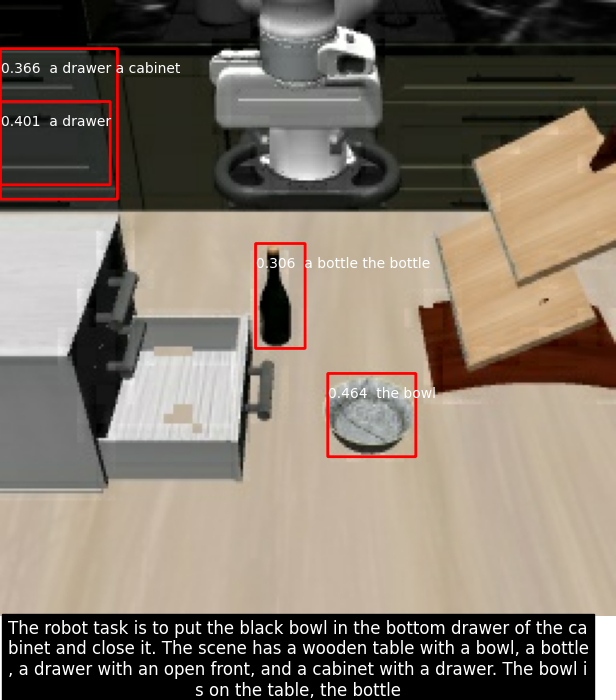 0.366  a drawer a cabinet
0.401  a drawer
0.306  a bottle the bottle
0.464  the bowl
The robot task is to put the black bowl in the bottom drawer of the ca
binet and close it. The scene has a wooden table with a bowl, a bottle
, a drawer with an open front, and a cabinet with a drawer. The bowl i
s on the table, the bottle